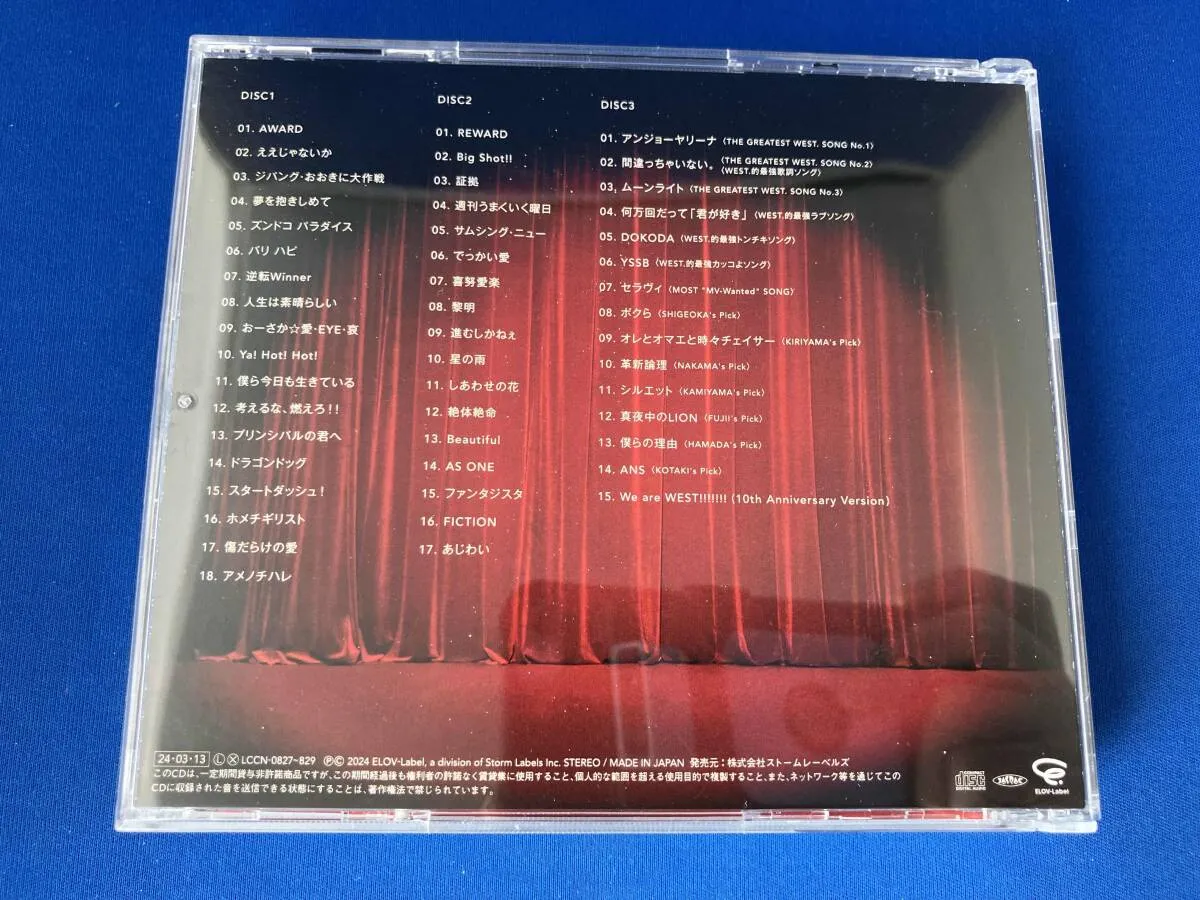 DISC1
01. AWARD
02. ええじゃないか
03. ジパング・おおきに大作戦
04. 夢を抱きしめて
05. ズンドコ パラダイス
06. バリ ハピ
07. 逆転Winner
08. 人生は素晴らしい
09. おーさか☆愛・EYE・哀
10. Ya! Hot! Hot!
11. 僕ら今日も生きている
12. 考えるな、燃えろ!!
13. プリンシパルの君へ
14. ドラゴンドッグ
15. スタートダッシュ!
16. ホメチギリスト
17. 傷だらけの愛
18. アメノチハレ
DISC2
01. REWARD
02. Big Shot!!
03. 証拠
04. 週刊うまくいく曜日
05. サムシング・ニュー
06. でっかい愛
07. 喜努愛楽
08. 黎明
09. 進むしかねぇ
10. 星の雨
11. しあわせの花
12. 絶体絶命
13. Beautiful
14. AS ONE
15. ファンタジスタ
16. FICTION
17. あじわい
DISC3
01. アンジョーヤリーナ〈THE GREATEST WEST. SONG No.1〉
02. 間違っちゃいない。〈THE GREATEST WEST. SONG No.2〉
〈WEST.的最強歌詞ソング〉
03. ムーンライト〈THE GREATEST WEST. SONG No.3〉
04. 何万回だって「君が好き」〈WEST.的最強ラブソング〉
05. DOKODA〈WEST.的最強トンチキソング〉
06. YSSB〈WEST.的最強カッコよソング〉
07. セラヴィ〈MOST "MV-Wanted" SONG〉
08. ボクら〈SHIGEOKA's Pick〉
09. オレとオマエと時々チェイサー〈KIRIYAMA's Pick〉
10. 革新論理〈NAKAMA's Pick〉
11. シルエット〈KAMIYAMA's Pick〉
12. 真夜中のLION〈FUJII's Pick〉
13. 僕らの理由〈HAMADA's Pick〉
14. ANS〈KOTAKI's Pick〉
15. We are WEST!!!!!!! (10th Anniversary Version)
24・03・13 Ⓛ Ⓧ LCCN-0827~829 ℗© 2024 ELOV-Label, a division of Storm Labels Inc. STEREO / MADE IN JAPAN 発売元:株式会社ストームレーベルズ
このCDは、一定期間貸与非許諾商品ですが、この期間経過後も権利者の許諾なく賃貸業に使用すること、個人的な範囲を超える使用目的で複製すること、また、ネットワーク等を通じてこの
CDに収録された音を送信できる状態にすることは、著作権法で禁じられています。
COMPACT
disc
DIGITAL AUDIO
ELOV-Label